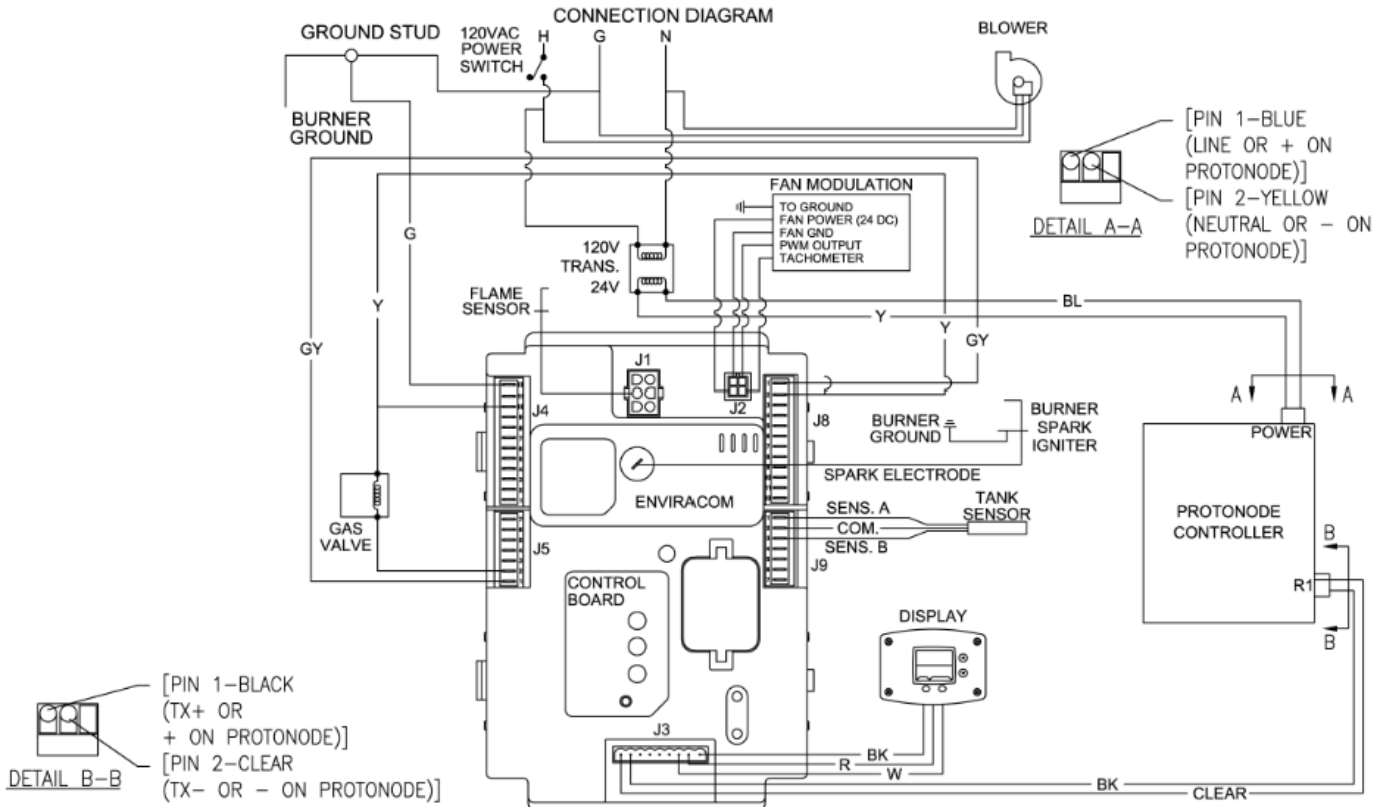 CONNECTION DIAGRAM
GROUND STUD
120VAC
POWER
SWITCH
H
G
N
BLOWER
BURNER
GROUND
[PIN 1-BLUE
(LINE OR + ON
PROTONODE)]
[PIN 2-YELLOW
(NEUTRAL OR - ON
PROTONODE)]
DETAIL A-A
FAN MODULATION
TO GROUND
FAN POWER (24 DC)
FAN GND
PWM OUTPUT
TACHOMETER
G
120V
TRANS.
24V
FLAME
SENSOR
Y
GY
BL
Y
Y
GY
J1
J2
J4
J8
A
A
BURNER
GROUND
BURNER
SPARK
IGNITER
POWER
SPARK ELECTRODE
ENVIRACOM
GAS
VALVE
SENS. A
COM.
SENS. B
TANK
SENSOR
PROTONODE
CONTROLLER
J5
J9
B
R1
B
CONTROL
BOARD
DISPLAY
[PIN 1-BLACK
(TX+ OR
+ ON PROTONODE)]
[PIN 2-CLEAR
(TX- OR - ON PROTONODE)]
DETAIL B-B
J3
BK
R
W
BK
CLEAR